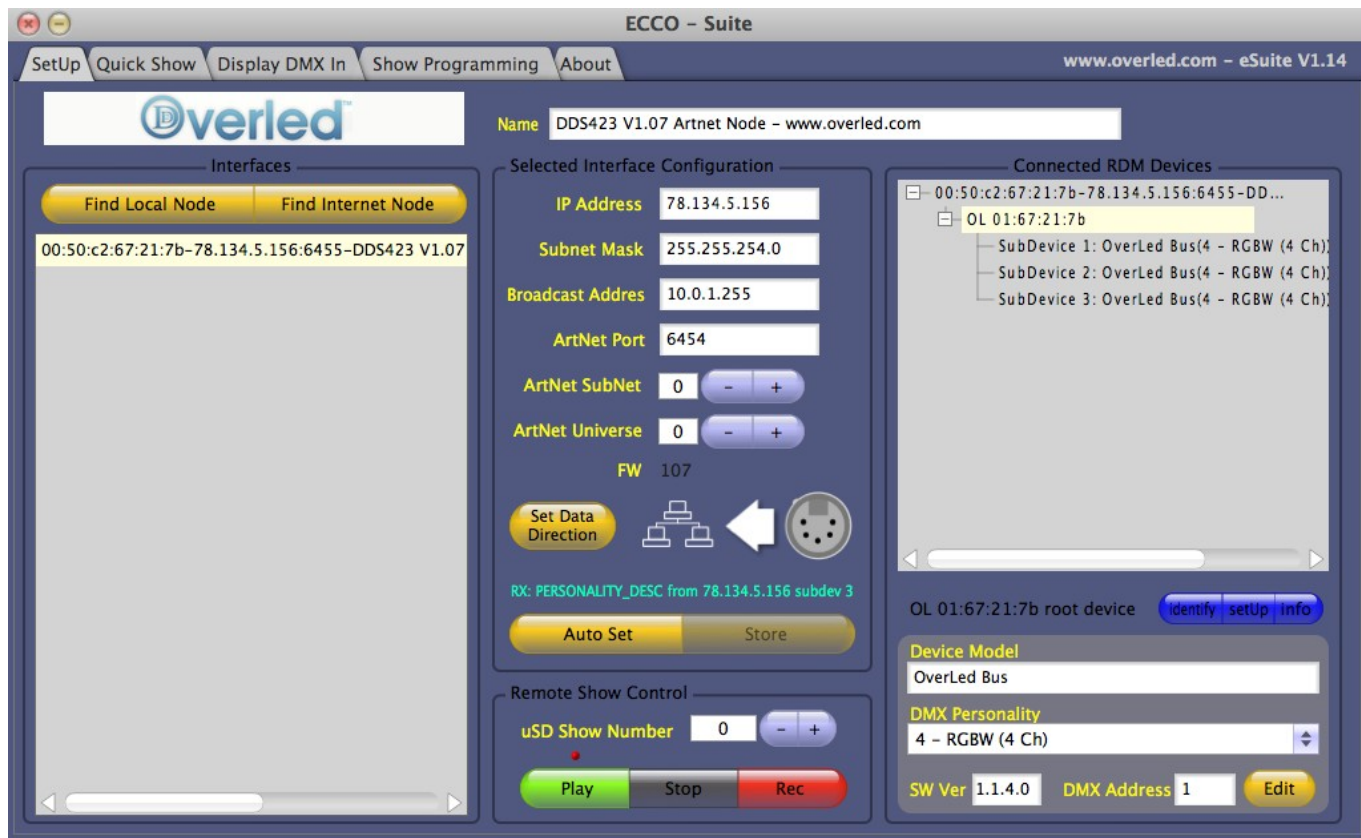 ECCO – Suite
SetUp
Quick Show
Display DMX In
Show Programming
About
www.overled.com – eSuite V1.14
Overled™
Name
DDS423 V1.07 Artnet Node – www.overled.com
Interfaces
Find Local Node
Find Internet Node
00:50:c2:67:21:7b–78.134.5.156:6455–DDS423 V1.07
Selected Interface Configuration
IP Address
78.134.5.156
Subnet Mask
255.255.254.0
Broadcast Addres
10.0.1.255
ArtNet Port
6454
ArtNet SubNet
0
-
+
ArtNet Universe
0
-
+
FW
107
Set Data
Direction
RX: PERSONALITY_DESC from 78.134.5.156 subdev 3
Auto Set
Store
Remote Show Control
uSD Show Number
0
-
+
Play
Stop
Rec
Connected RDM Devices
00:50:c2:67:21:7b–78.134.5.156:6455–DD...
OL 01:67:21:7b
SubDevice 1: OverLed Bus(4 – RGBW (4 Ch))
SubDevice 2: OverLed Bus(4 – RGBW (4 Ch))
SubDevice 3: OverLed Bus(4 – RGBW (4 Ch))
OL 01:67:21:7b root device
identify
setUp
Info
Device Model
OverLed Bus
DMX Personality
4 – RGBW (4 Ch)
SW Ver
1.1.4.0
DMX Address
1
Edit